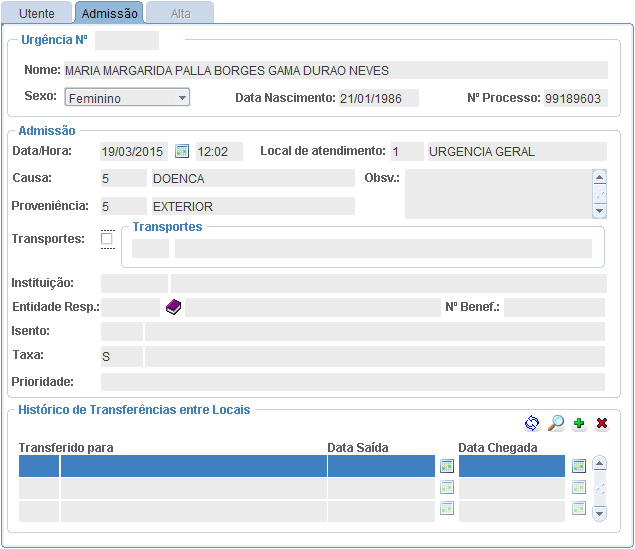 Utente Admissão Alta
Urgência Nº
Nome: MARIA MARGARIDA PALLA BORGES GAMA DURAO NEVES
Sexo: Feminino Data Nascimento: 21/01/1986 Nº Processo: 99189603
Admissão
Data/Hora: 19/03/2015 12:02 Local de atendimento: 1 URGENCIA GERAL
Causa: 5 DOENCA Obsv.:
Proveniência: 5 EXTERIOR
Transportes: Transportes
Instituição:
Entidade Resp.: Nº Benef.:
Isento:
Taxa: S
Prioridade:
Histórico de Transferências entre Locais
Transferido para Data Saída Data Chegada